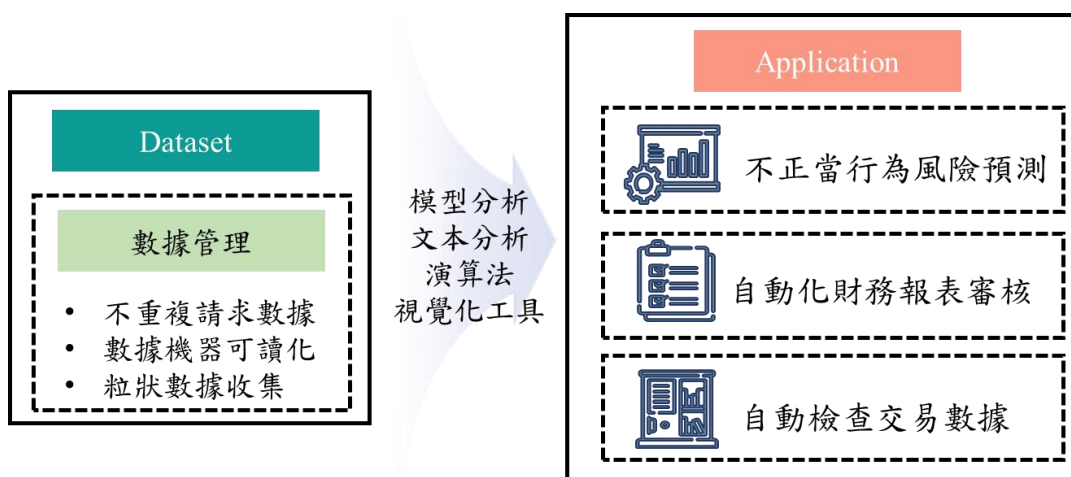 Dataset
數據管理
• 不重複請求數據
• 數據機器可讀化
• 粒狀數據收集
模型分析
文本分析
演算法
視覺化工具
Application
不正當行為風險預測
自動化財務報表審核
自動檢查交易數據